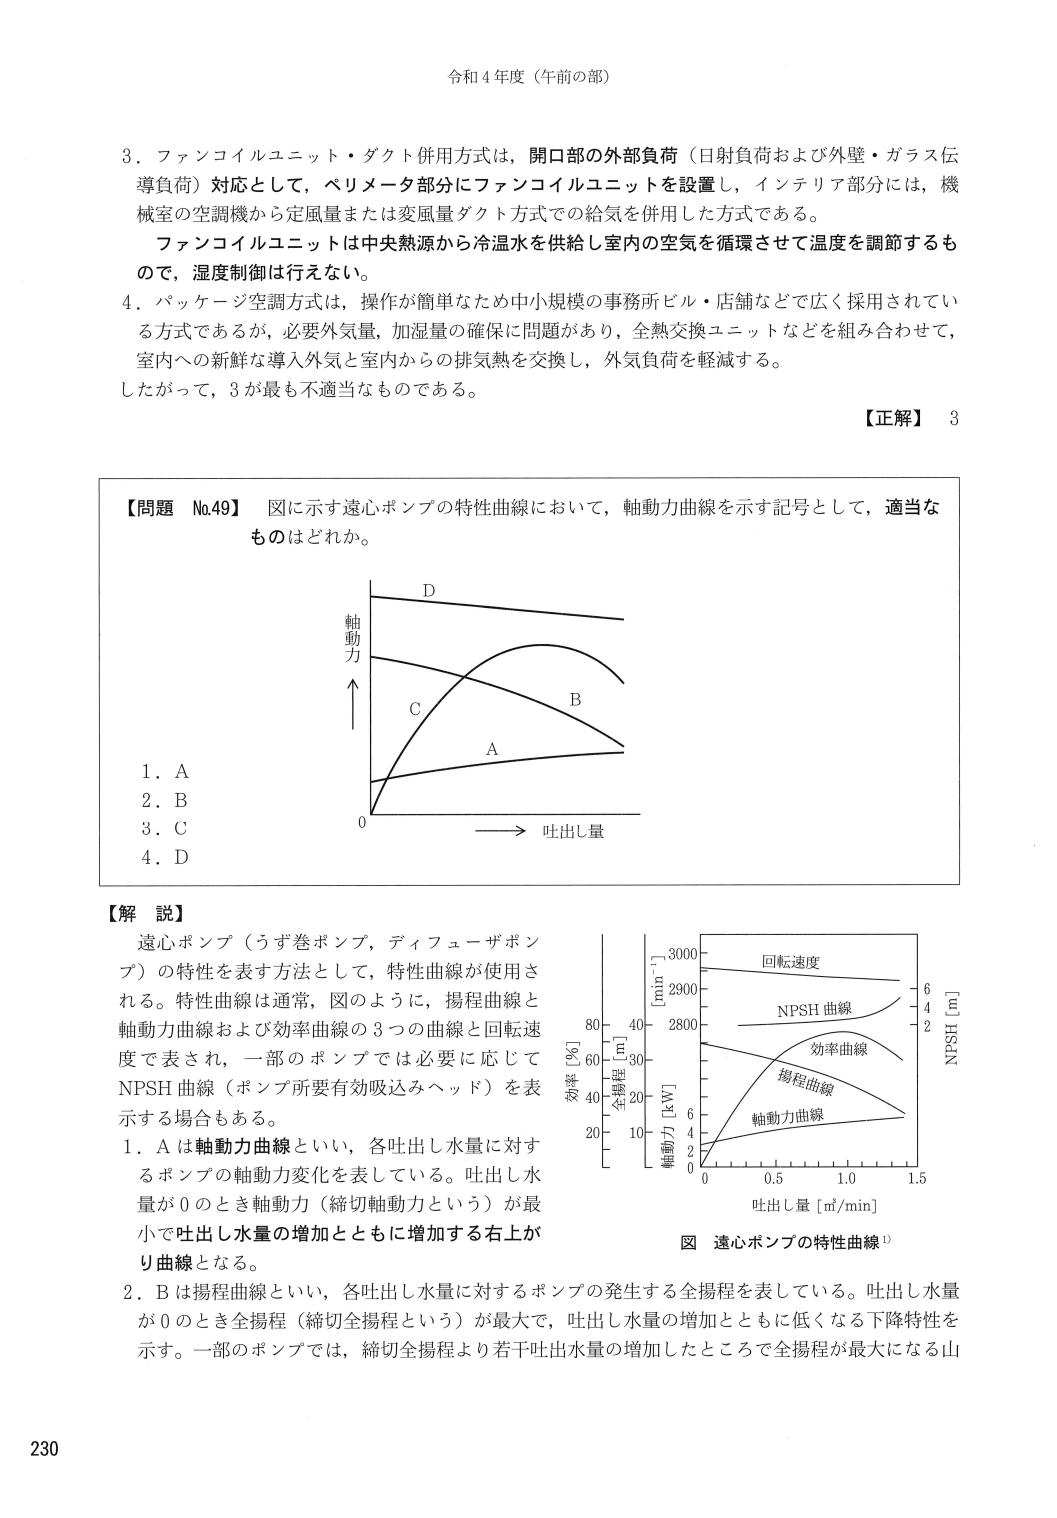 令和4年度（午前の部）
3．ファンコイルユニット・ダクト併用方式は，開口部の外部負荷（日射負荷および外壁・ガラス伝
導負荷）対応として，ペリメータ部分にファンコイルユニットを設置し，インテリア部分には，機
械室の空調機から定風量または変風量ダクト方式での給気を併用した方式である。
ファンコイルユニットは中央熱源から冷温水を供給し室内の空気を循環させて温度を調節するも
ので，湿度制御は行えない。
4．パッケージ空調方式は，操作が簡単なため中小規模の事務所ビル・店舗などで広く採用されてい
る方式であるが，必要外気量，加湿量の確保に問題があり，全熱交換ユニットなどを組み合わせて，
室内への新鮮な導入外気と室内からの排気熱を交換し，外気負荷を軽減する。
したがって，3が最も不適当なものである。
【正解】 3
【問題 №49】 図に示す遠心ポンプの特性曲線において，軸動力曲線を示す記号として，適当な
ものはどれか。
D
軸動力
C
B
A
0
吐出し量
1．A
2．B
3．C
4．D
【解 説】
遠心ポンプ（うず巻ポンプ，ディフューザポン
プ）の特性を表す方法として，特性曲線が使用さ
れる。特性曲線は通常，図のように，揚程曲線と
軸動力曲線および効率曲線の3つの曲線と回転速
度で表され，一部のポンプでは必要に応じて
NPSH曲線（ポンプ所要有効吸込みヘッド）を表
示する場合もある。
1．Aは軸動力曲線といい，各吐出し水量に対す
るポンプの軸動力変化を表している。吐出し水
量が0のとき軸動力（締切軸動力という）が最
小で吐出し水量の増加とともに増加する右上が
り曲線となる。
効率［%］
80
60
40
20
全揚程［m］
40
30
20
10
［min⁻¹］
3000
2900
2800
軸動力［kW］
6
4
2
0
回転速度
NPSH曲線
効率曲線
揚程曲線
軸動力曲線
6
4
2
NPSH［m］
0 0.5 1.0 1.5
吐出し量［㎥/min］
図 遠心ポンプの特性曲線1)
2．Bは揚程曲線といい，各吐出し水量に対するポンプの発生する全揚程を表している。吐出し水量
が0のとき全揚程（締切全揚程という）が最大で，吐出し水量の増加とともに低くなる下降特性を
示す。一部のポンプでは，締切全揚程より若干吐出水量の増加したところで全揚程が最大になる山
230